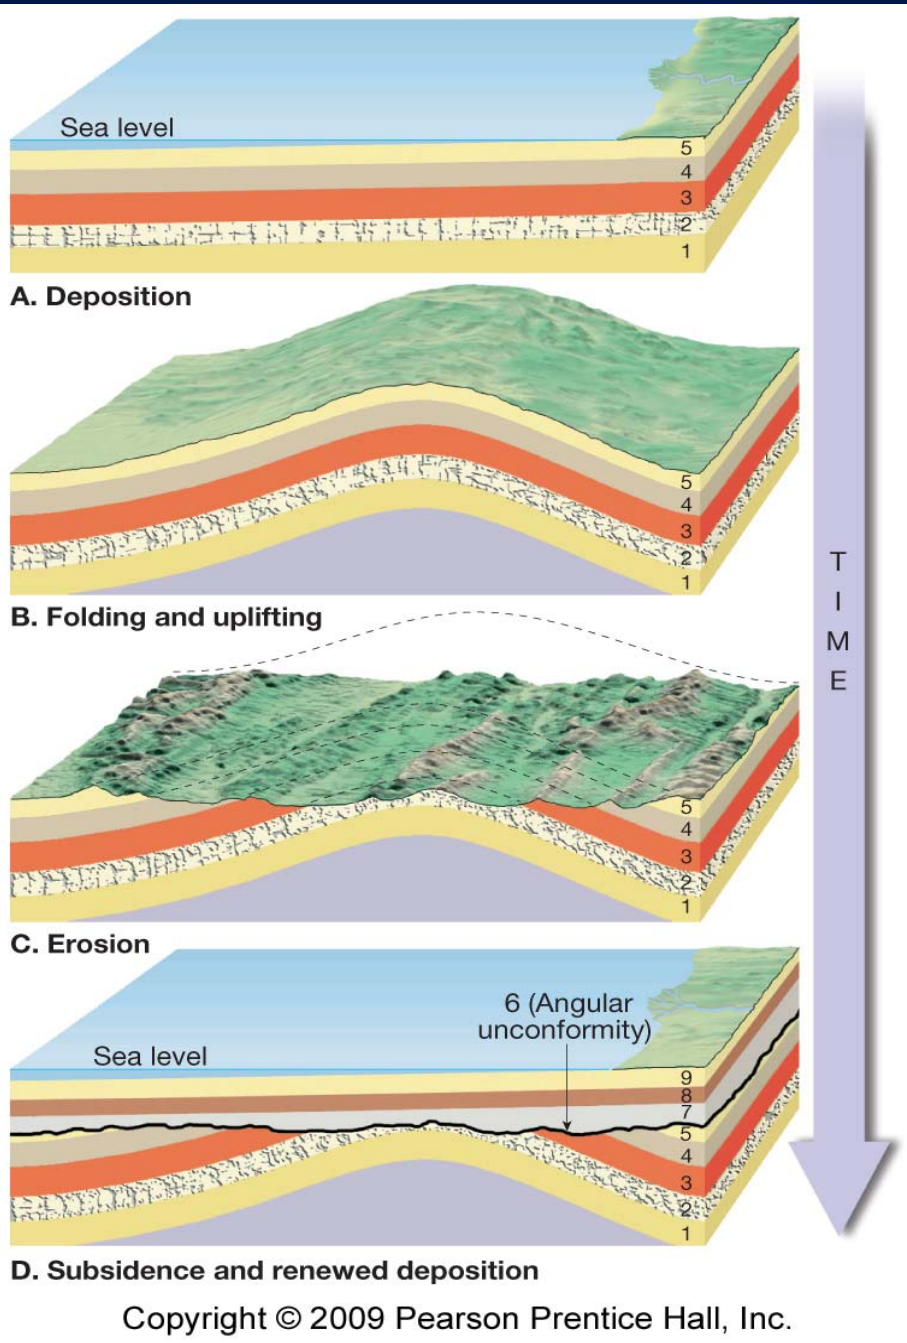 Sea level
5
4
3
2
1
A. Deposition
5
4
3
2
1
B. Folding and uplifting
T
I
M
E
5
4
3
2
1
C. Erosion
6 (Angular
unconformity)
Sea level
9
8
7
5
4
3
2
1
D. Subsidence and renewed deposition
Copyright © 2009 Pearson Prentice Hall, Inc.